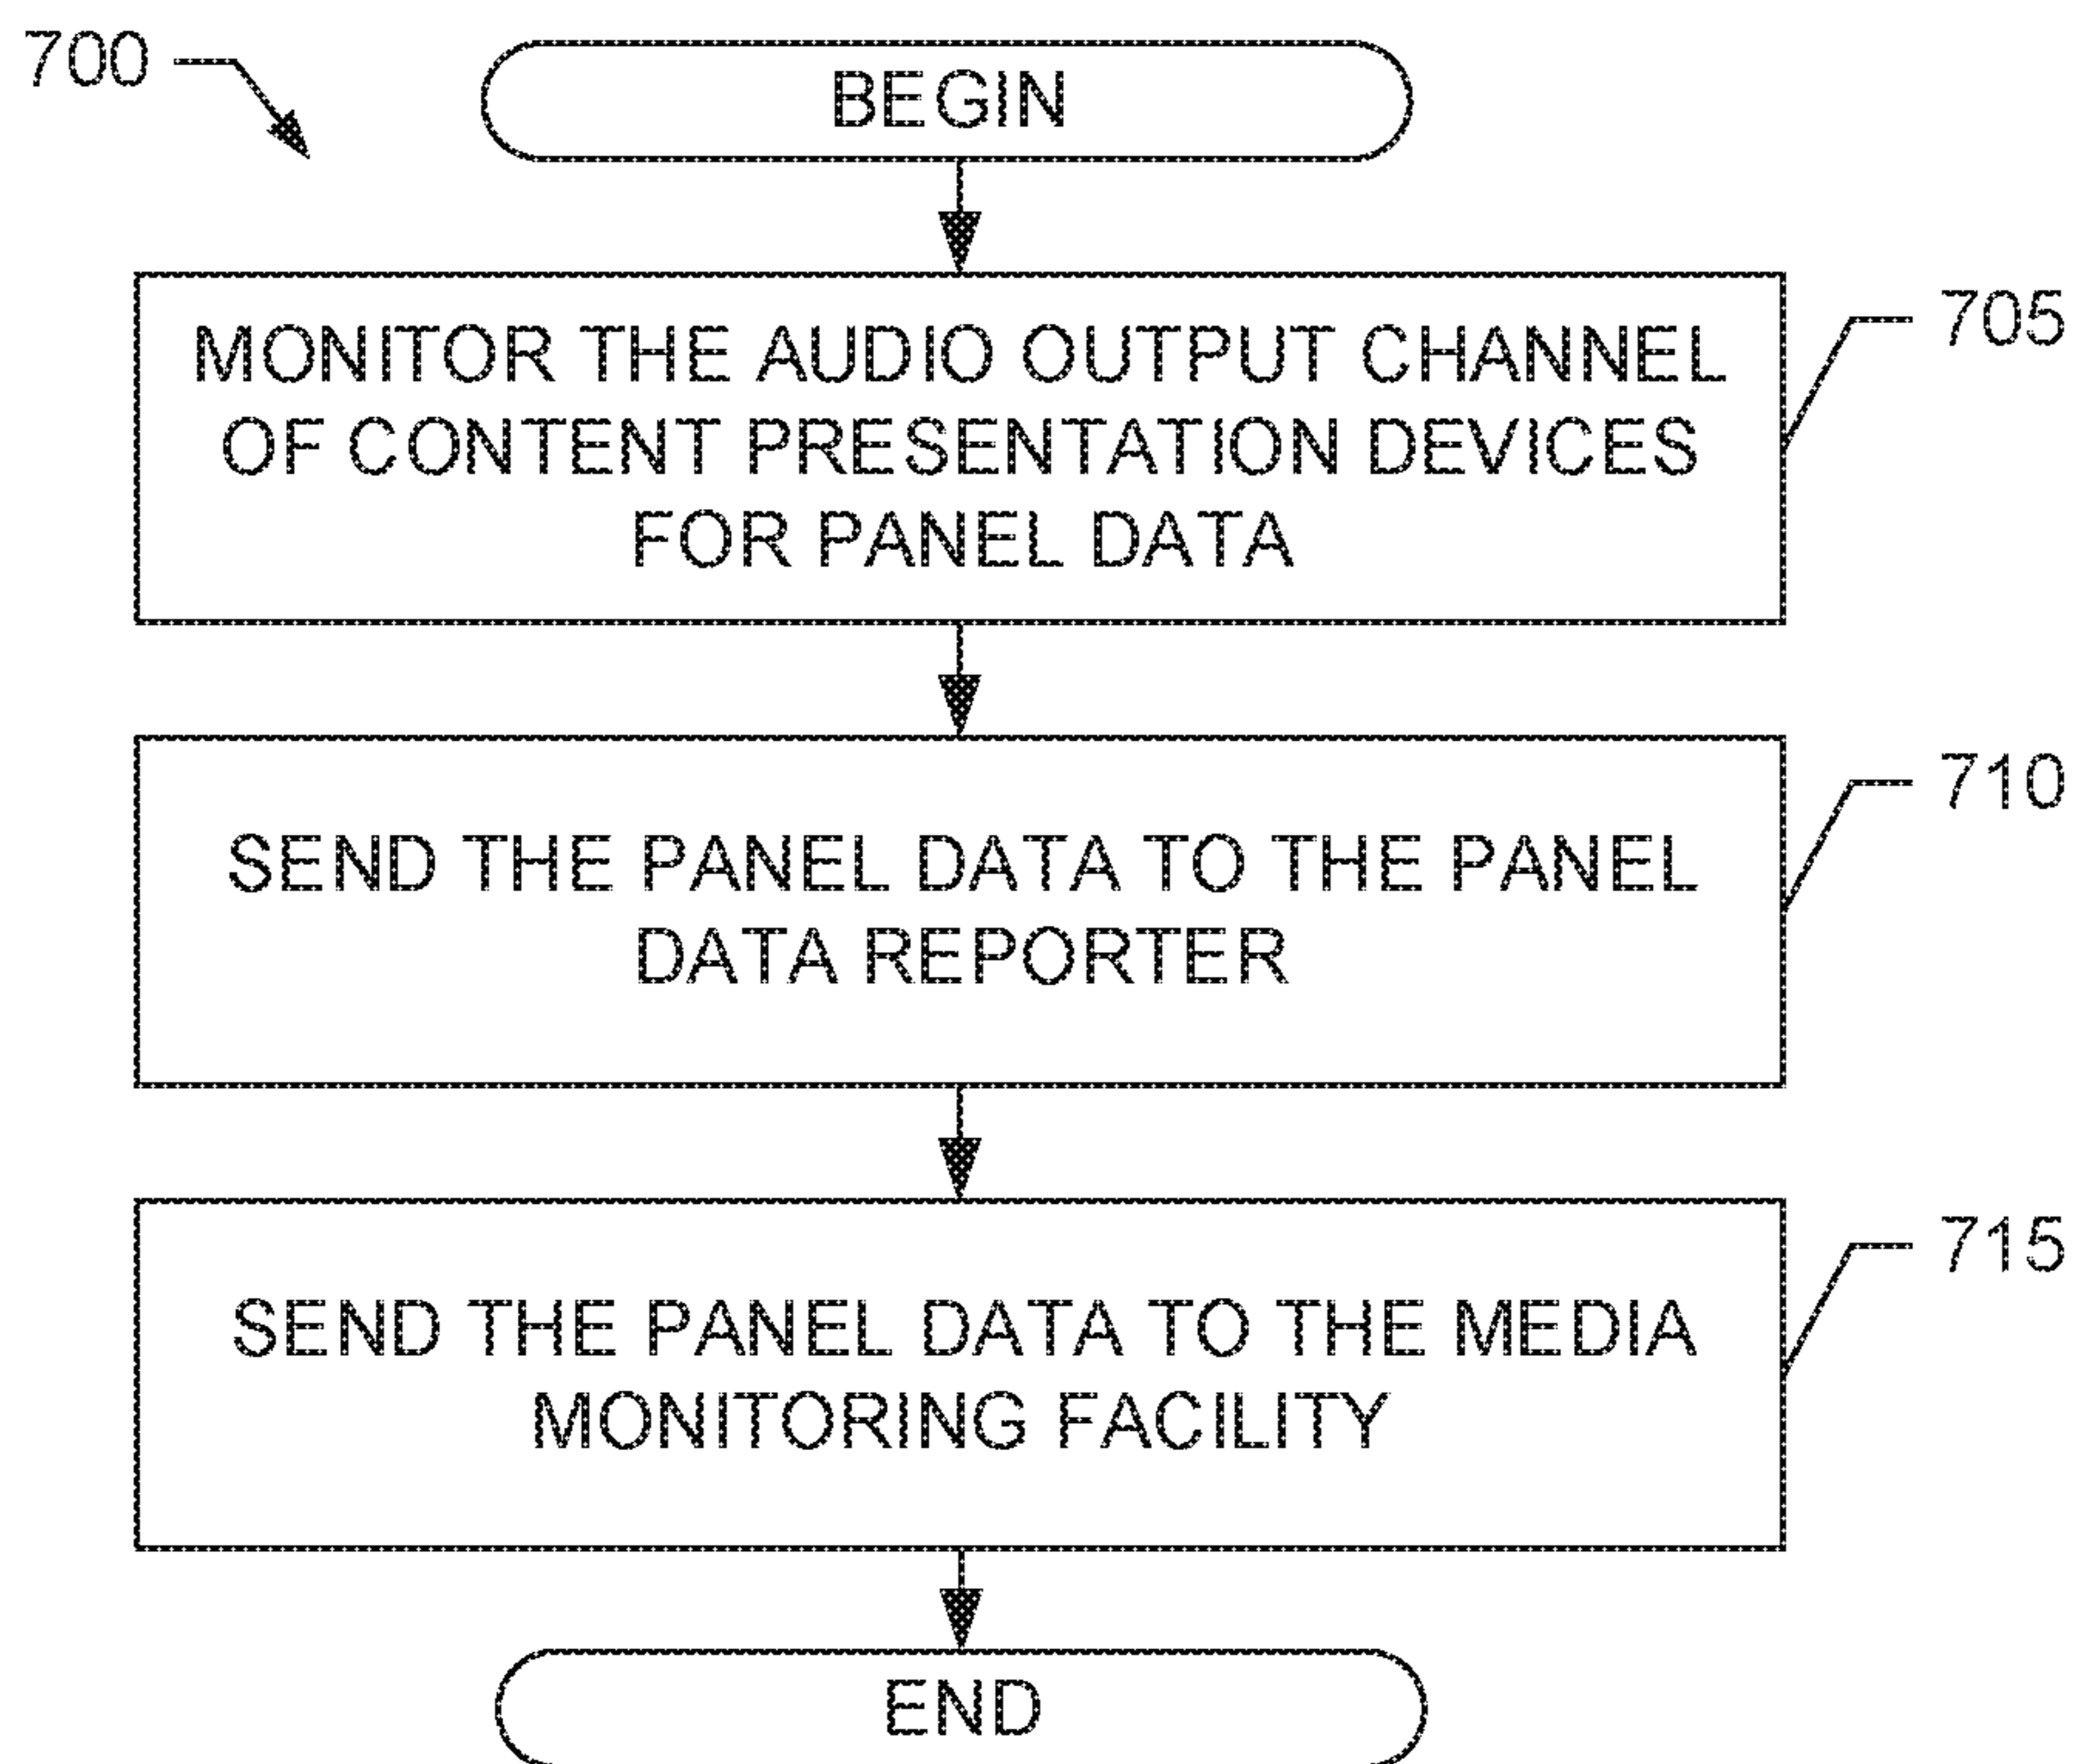 700
BEGIN
MONITOR THE AUDIO OUTPUT CHANNEL
OF CONTENT PRESENTATION DEVICES
FOR PANEL DATA
705
SEND THE PANEL DATA TO THE PANEL
DATA REPORTER
710
SEND THE PANEL DATA TO THE MEDIA
MONITORING FACILITY
715
END